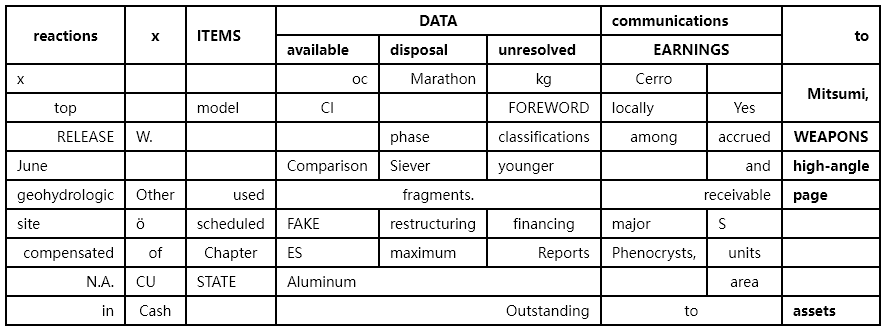 reactions x ITEMS DATA communications to
available disposal unresolved EARNINGS
x oc Marathon kg Cerro Mitsumi,
top model CI FOREWORD locally Yes
RELEASE W. phase classifications among accrued WEAPONS
June Comparison Siever younger and high-angle
geohydrologic Other used fragments. receivable page
site ö scheduled FAKE restructuring financing major S
compensated of Chapter ES maximum Reports Phenocrysts, units
N.A. CU STATE Aluminum area
in Cash Outstanding to assets